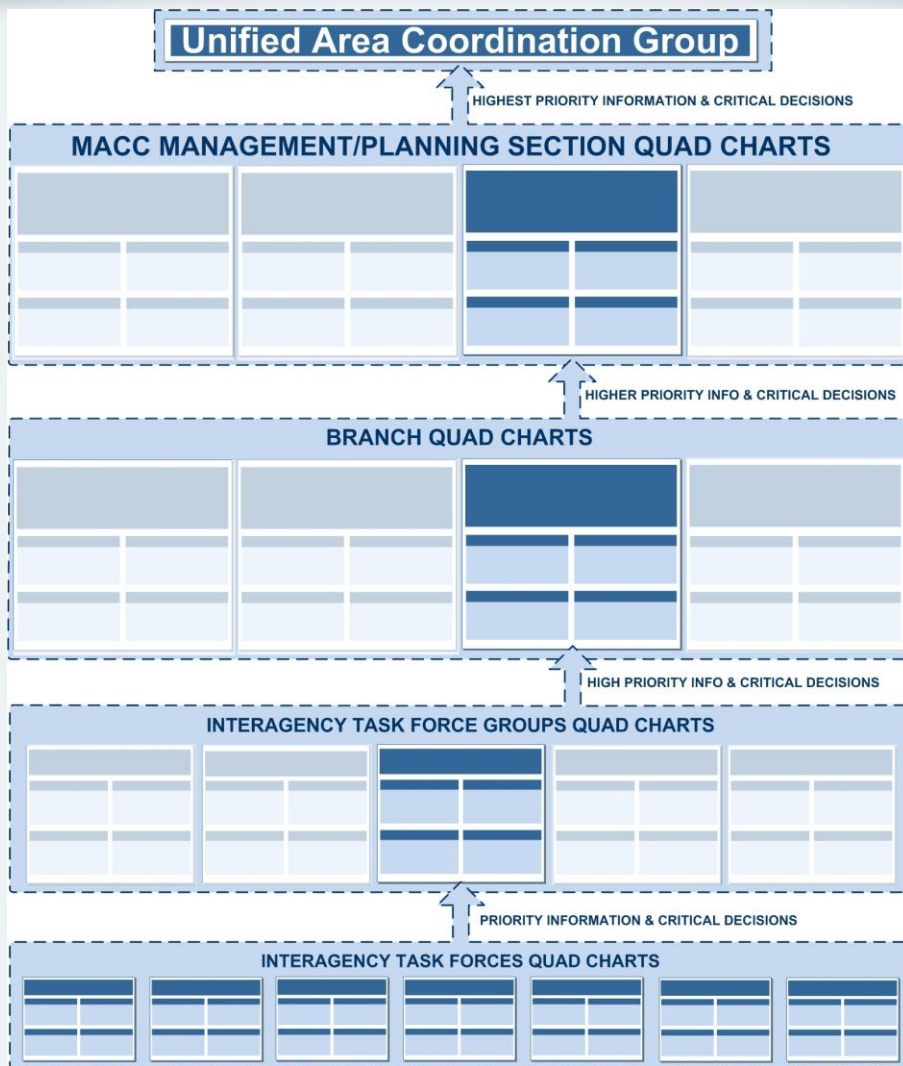 Unified Area Coordination Group
HIGHEST PRIORITY INFORMATION & CRITICAL DECISIONS
MACC MANAGEMENT/PLANNING SECTION QUAD CHARTS
HIGHER PRIORITY INFO & CRITICAL DECISIONS
BRANCH QUAD CHARTS
HIGH PRIORITY INFO & CRITICAL DECISIONS
INTERAGENCY TASK FORCE GROUPS QUAD CHARTS
PRIORITY INFORMATION & CRITICAL DECISIONS
INTERAGENCY TASK FORCES QUAD CHARTS